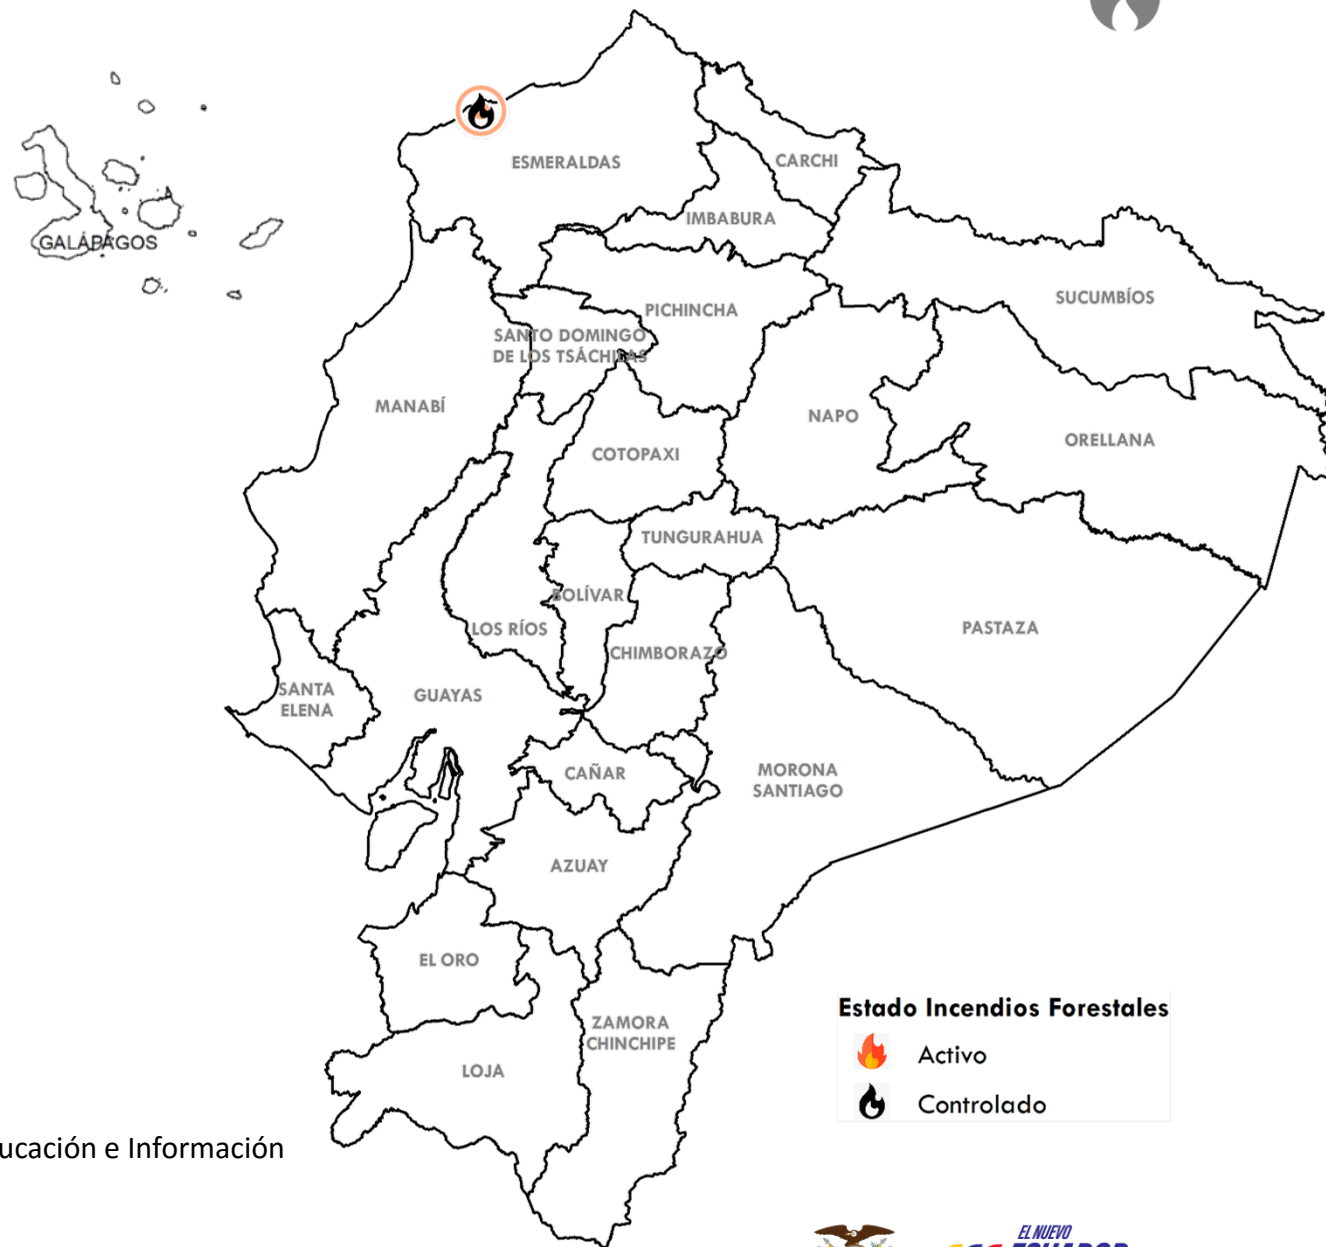 ESMERALDAS
CARCHI
IMBABURA
GALÁPAGOS
SUCUMBÍOS
PICHINCHA
SANTO DOMINGO
DE LOS TSÁCHILAS
MANABÍ
NAPO
ORELLANA
COTOPAXI
TUNGURAHUA
BOLÍVAR
LOS RÍOS
PASTAZA
CHIMBORAZO
SANTA
ELENA
GUAYAS
CAÑAR
MORONA
SANTIAGO
AZUAY
EL ORO
ZAMORA
CHINCHIPE
LOJA
Estado Incendios Forestales
Activo
Controlado
ucación e Información
EL NUEVO
ECUADOR